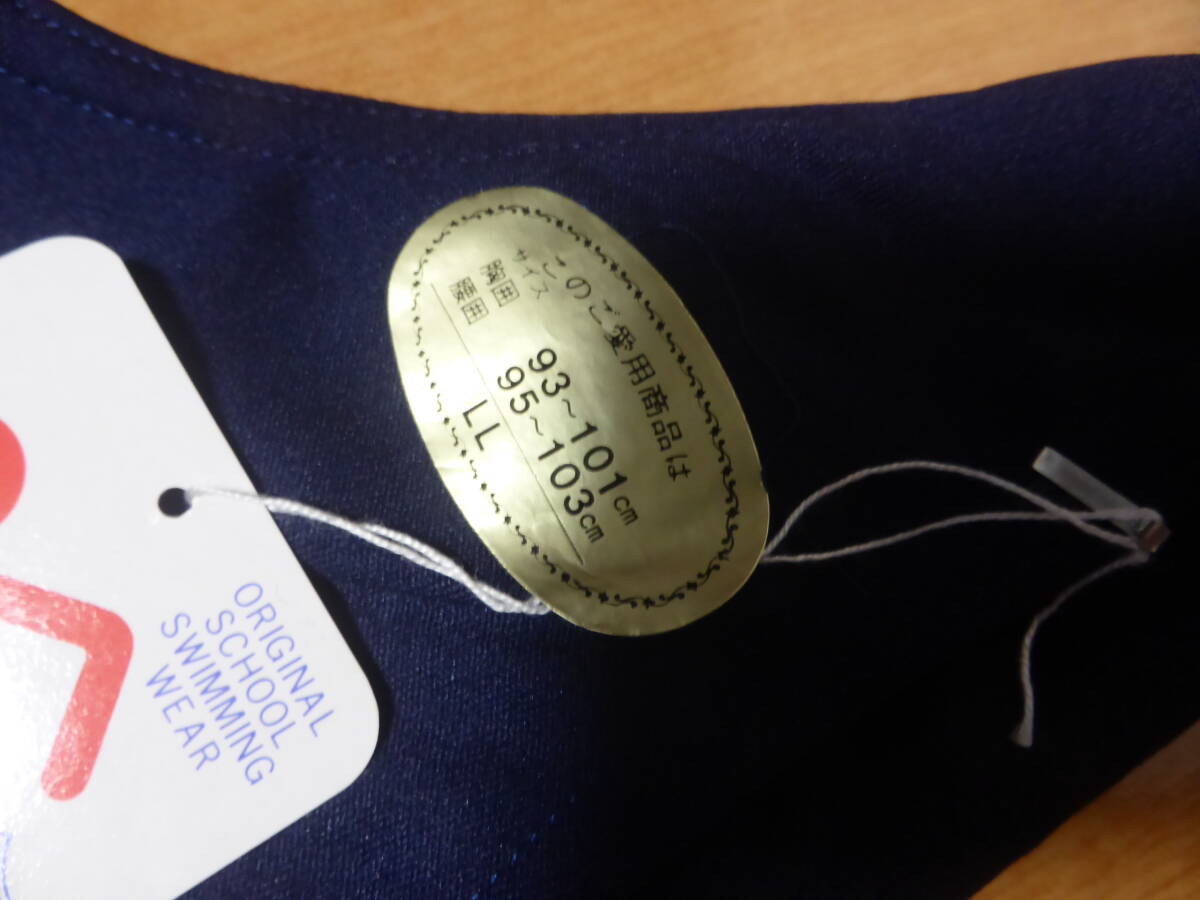 このご愛用商品は
サイズ
胸囲 93~101cm
腰囲 95~103cm
LL
ORIGINAL
SCHOOL
SWIMMING
WEAR